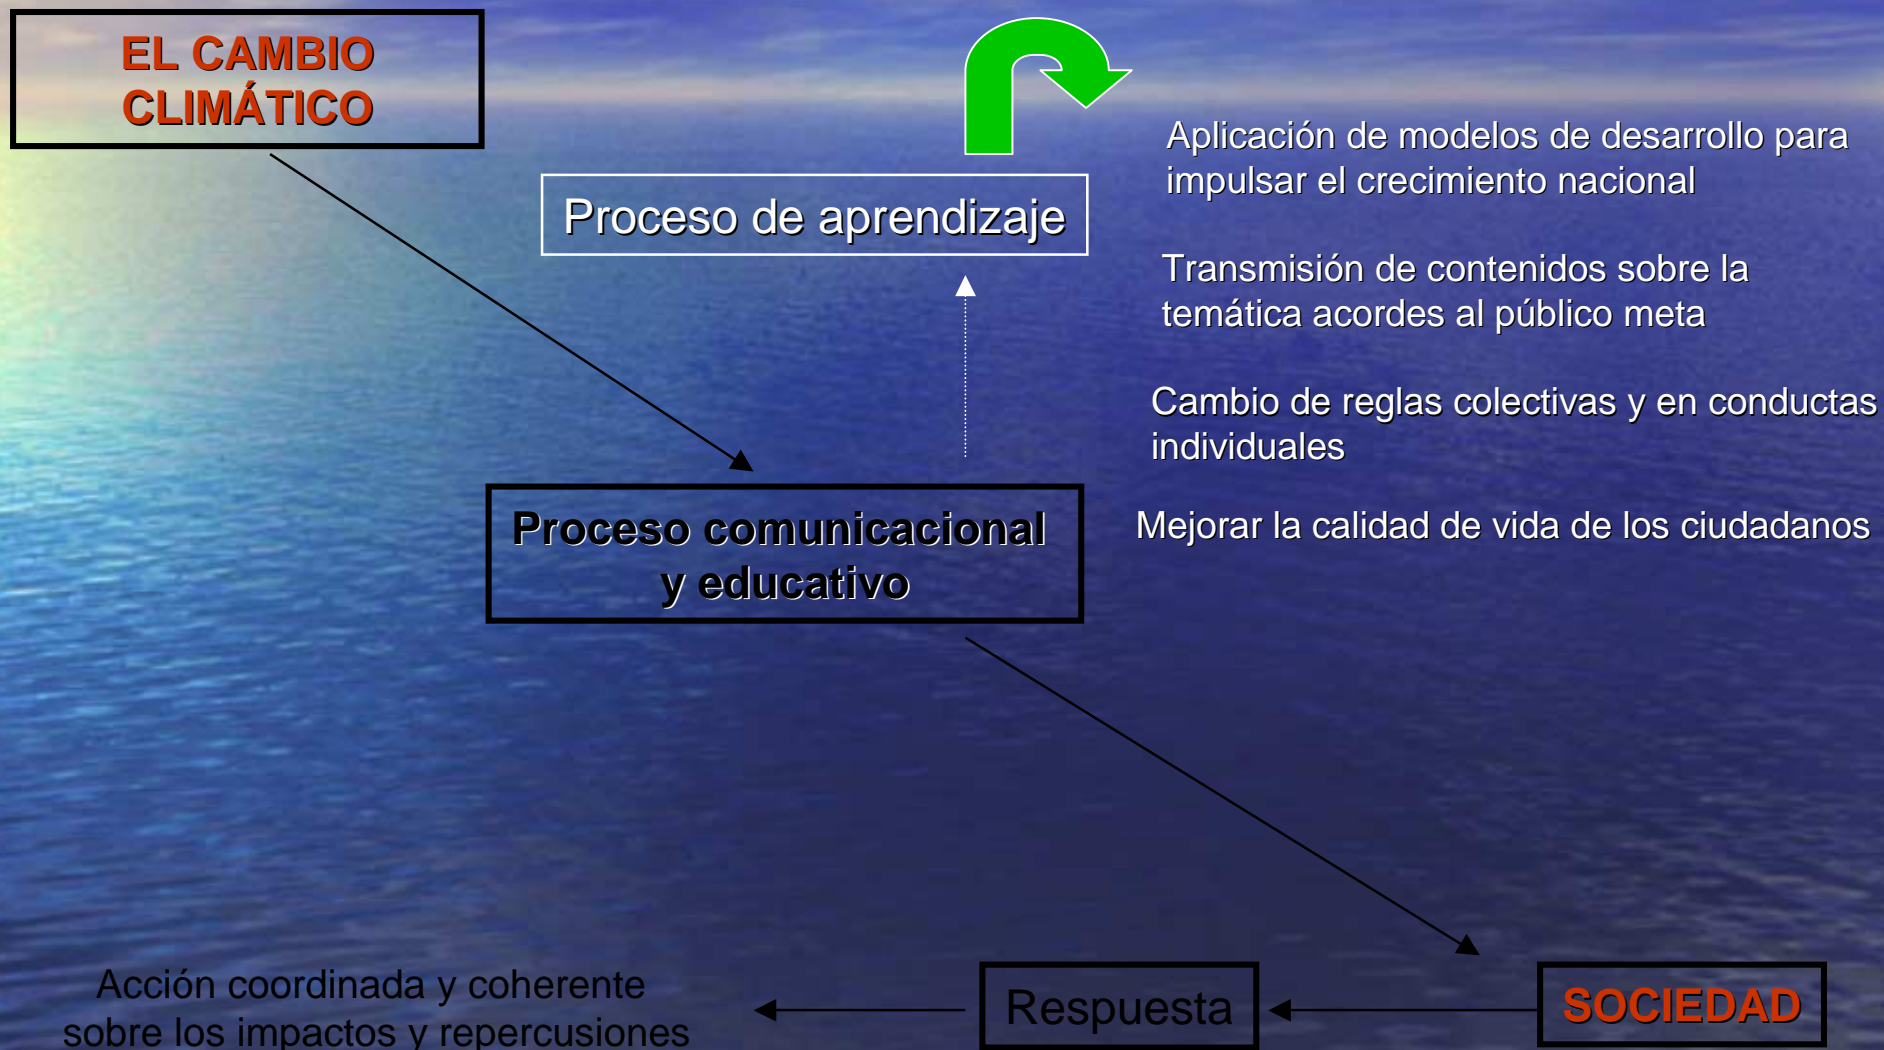 EL CAMBIO
CLIMÁTICO
Proceso de aprendizaje
Aplicación de modelos de desarrollo para
impulsar el crecimiento nacional
Transmisión de contenidos sobre la
temática acordes al público meta
Cambio de reglas colectivas y en conductas
individuales
Mejorar la calidad de vida de los ciudadanos
Proceso comunicacional
y educativo
Acción coordinada y coherente
sobre los impactos y repercusiones
Respuesta
SOCIEDAD